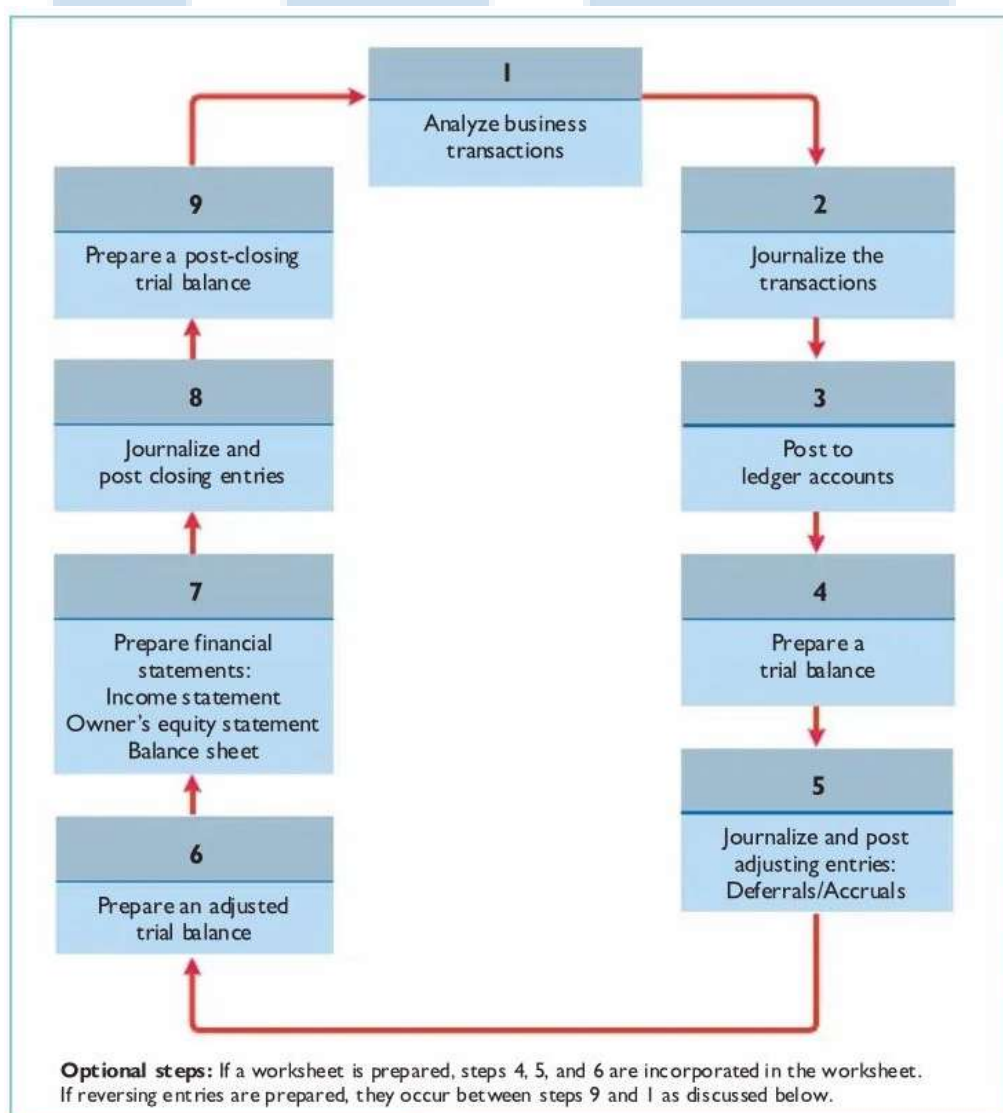 1
Analyze business
transactions
2
Journalize the
transactions
3
Post to
ledger accounts
4
Prepare a
trial balance
5
Journalize and post
adjusting entries:
Deferrals/Accruals
6
Prepare an adjusted
trial balance
7
Prepare financial
statements:
Income statement
Owner's equity statement
Balance sheet
8
Journalize and
post closing entries
9
Prepare a post-closing
trial balance
Optional steps: If a worksheet is prepared, steps 4, 5, and 6 are incorporated in the worksheet.
If reversing entries are prepared, they occur between steps 9 and 1 as discussed below.